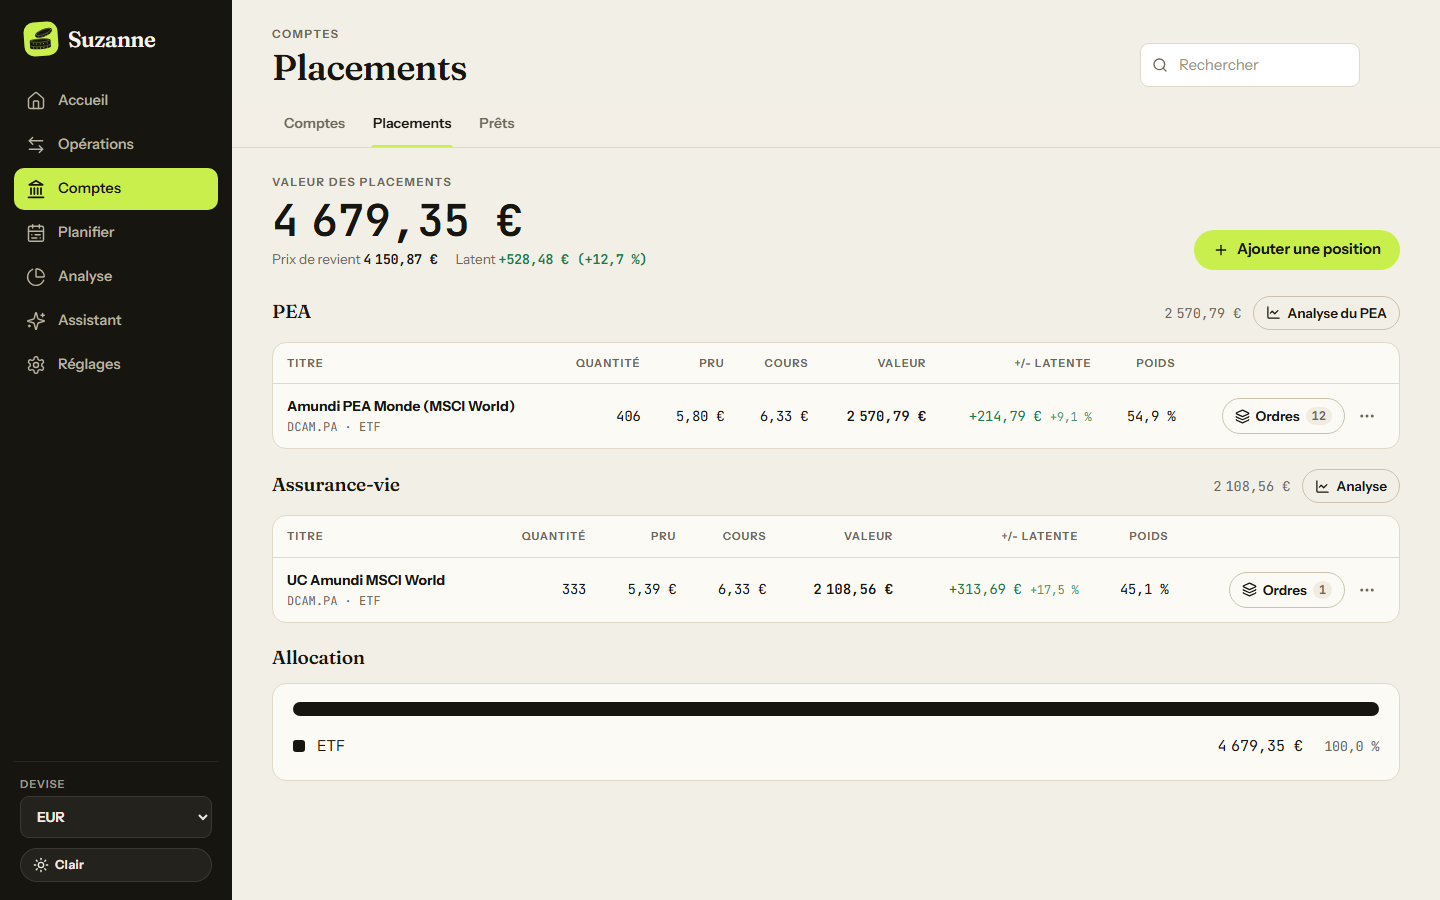 Suzanne
Accueil
Opérations
Comptes
Planifier
Analyse
Assistant
Réglages
DEVISE
EUR
Clair
COMPTES
Placements
Rechercher
Comptes Placements Prêts
VALEUR DES PLACEMENTS
4 679,35 €
Prix de revient 4 150,87 € Latent +528,48 € (+12,7 %)
Ajouter une position
PEA 2 570,79 € Analyse du PEA
TITRE QUANTITÉ PRU COURS VALEUR +/- LATENTE POIDS
Amundi PEA Monde (MSCI World) 406 5,80 € 6,33 € 2 570,79 € +214,79 € +9,1 % 54,9 % Ordres 12
DCAM.PA · ETF
Assurance-vie 2 108,56 € Analyse
TITRE QUANTITÉ PRU COURS VALEUR +/- LATENTE POIDS
UC Amundi MSCI World 333 5,39 € 6,33 € 2 108,56 € +313,69 € +17,5 % 45,1 % Ordres 1
DCAM.PA · ETF
Allocation
ETF 4 679,35 € 100,0 %